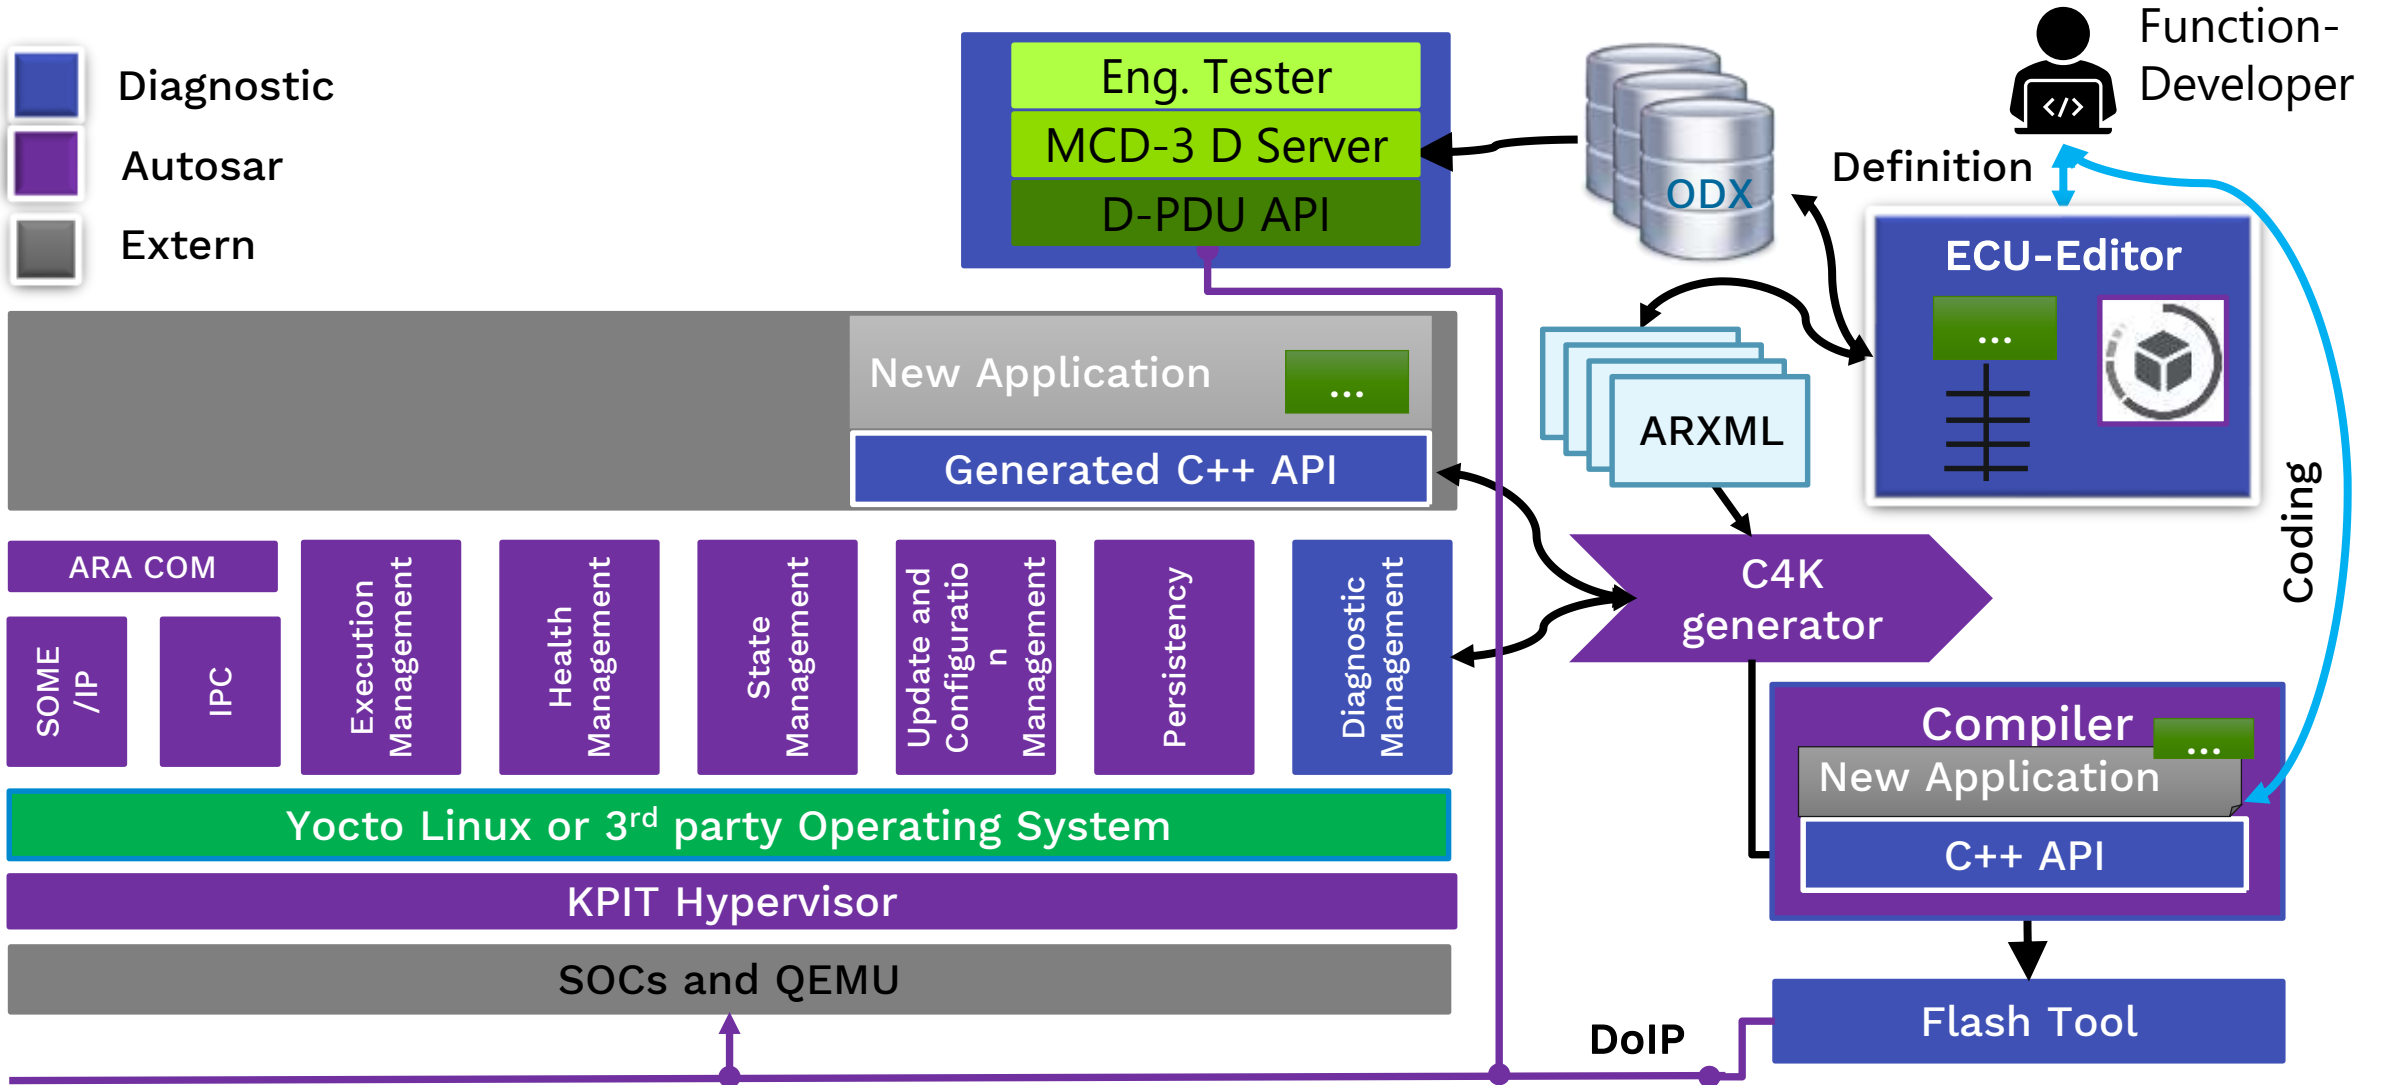 Diagnostic
Autosar
Extern
Eng. Tester
MCD-3 D Server
D-PDU API
ODX
Function-
Developer
Definition
ECU-Editor
...
Coding
New Application
...
Generated C++ API
ARXML
ARA COM
SOME
/IP
IPC
Execution
Management
Health
Management
State
Management
Update and
Configuratio
n
Management
Persistency
Diagnostic
Management
C4K
generator
Compiler
...
New Application
C++ API
Yocto Linux or 3rd party Operating System
KPIT Hypervisor
SOCs and QEMU
DoIP
Flash Tool